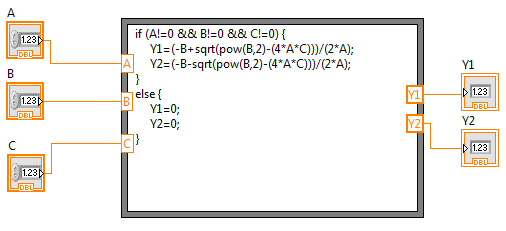 A
1.23
DBL
B
1.23
DBL
C
1.23
DBL
A
B
C
if (A!=0 && B!=0 && C!=0) {
Y1=(-B+sqrt(pow(B,2)-(4*A*C)))/(2*A);
Y2=(-B-sqrt(pow(B,2)-(4*A*C)))/(2*A);
}
else {
Y1=0;
Y2=0;
}
Y1
Y2
Y1
1.23
DBL
Y2
1.23
DBL